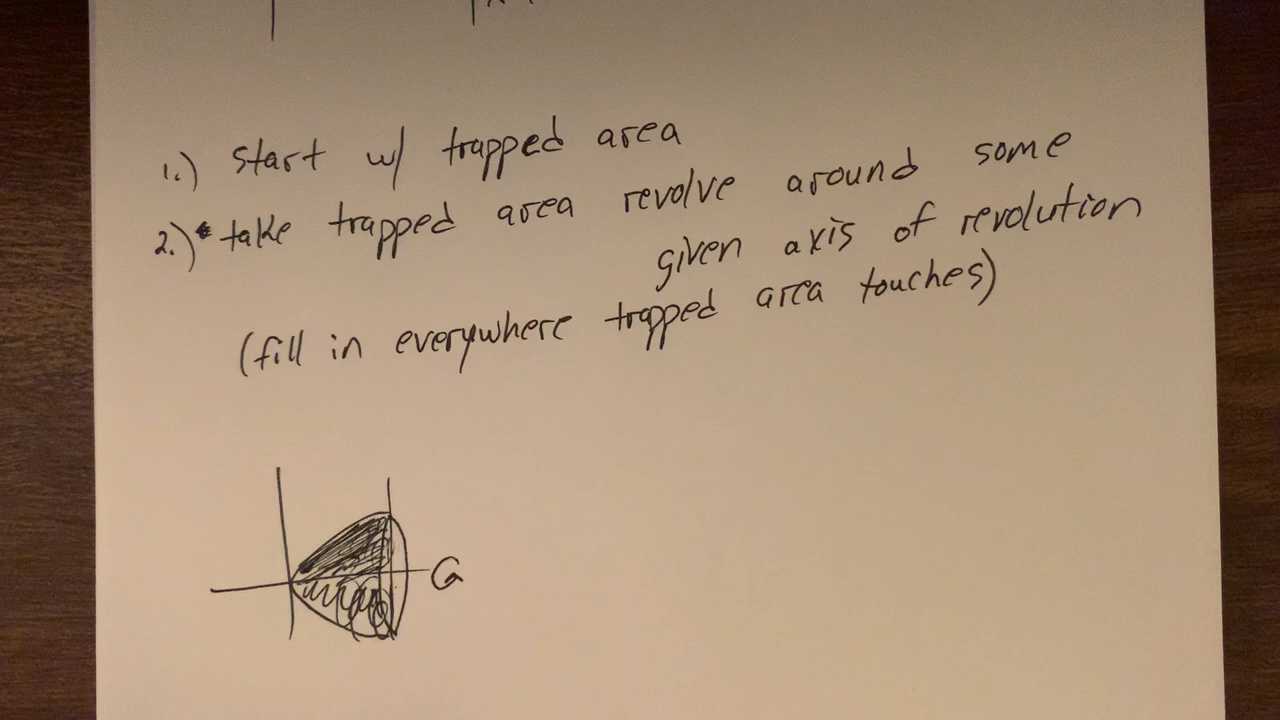 1.) start w/ trapped area
2.) take trapped area revolve around some
given axis of revolution
(fill in everywhere trapped area touches)